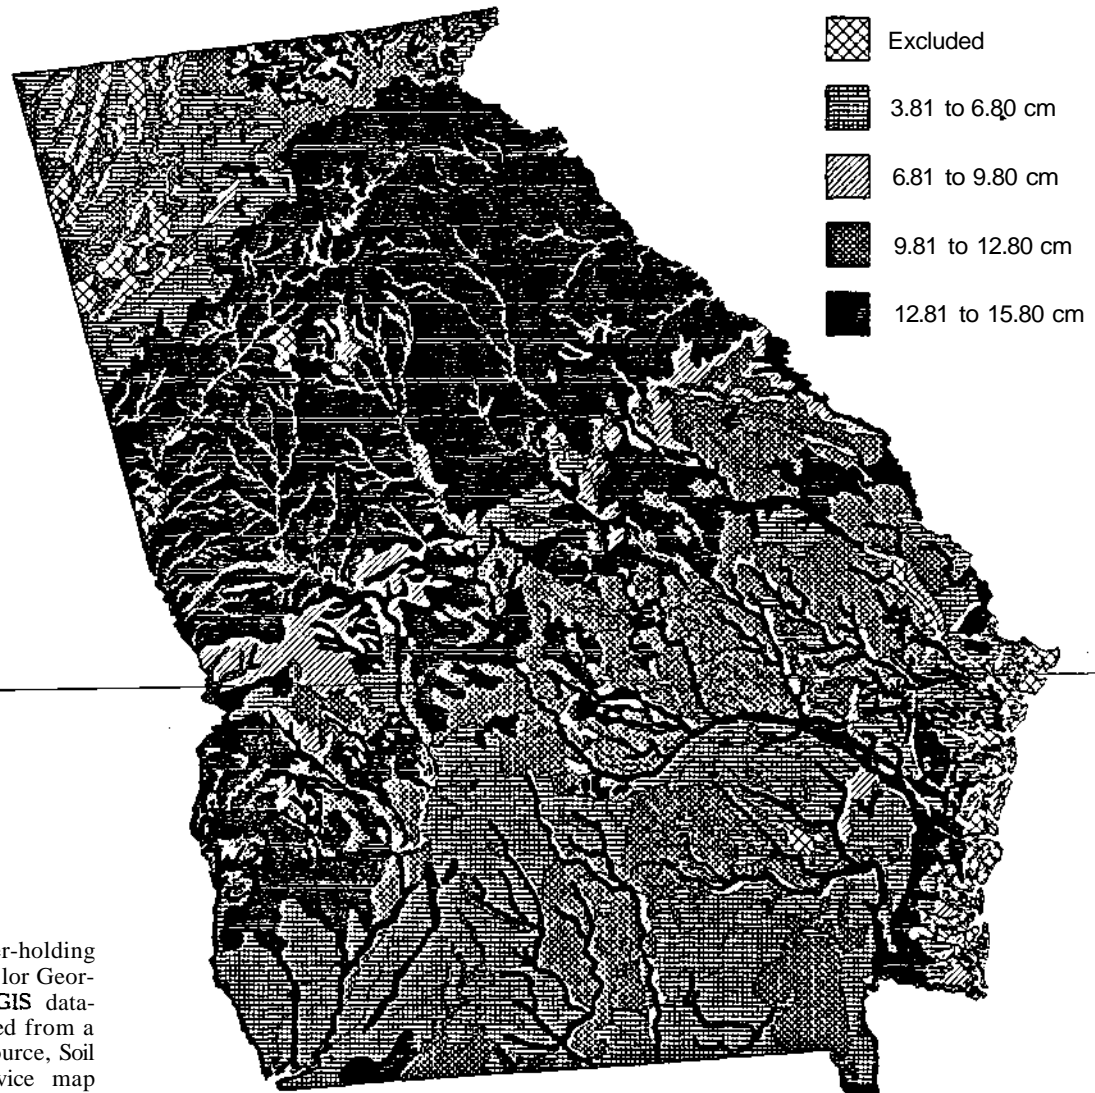 Excluded
3.81 to 6.80 cm
6.81 to 9.80 cm
9.81 to 12.80 cm
12.81 to 15.80 cm
er-holding
lor Geor-
GIS data-
ed from a
ource, Soil
vice map